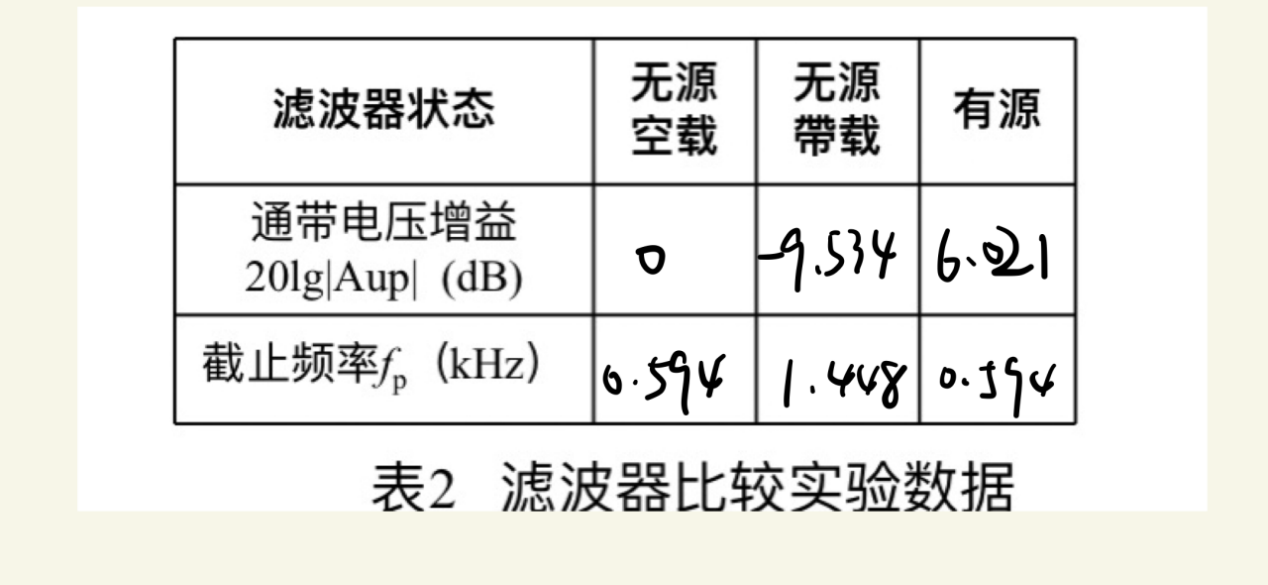 滤波器状态 无源空载 无源帶载 有源
通带电压增益 20lg|Aup| (dB) 0 -9.534 6.021
截止频率fp (kHz) 0.594 1.448 0.594
表2 滤波器比较实验数据